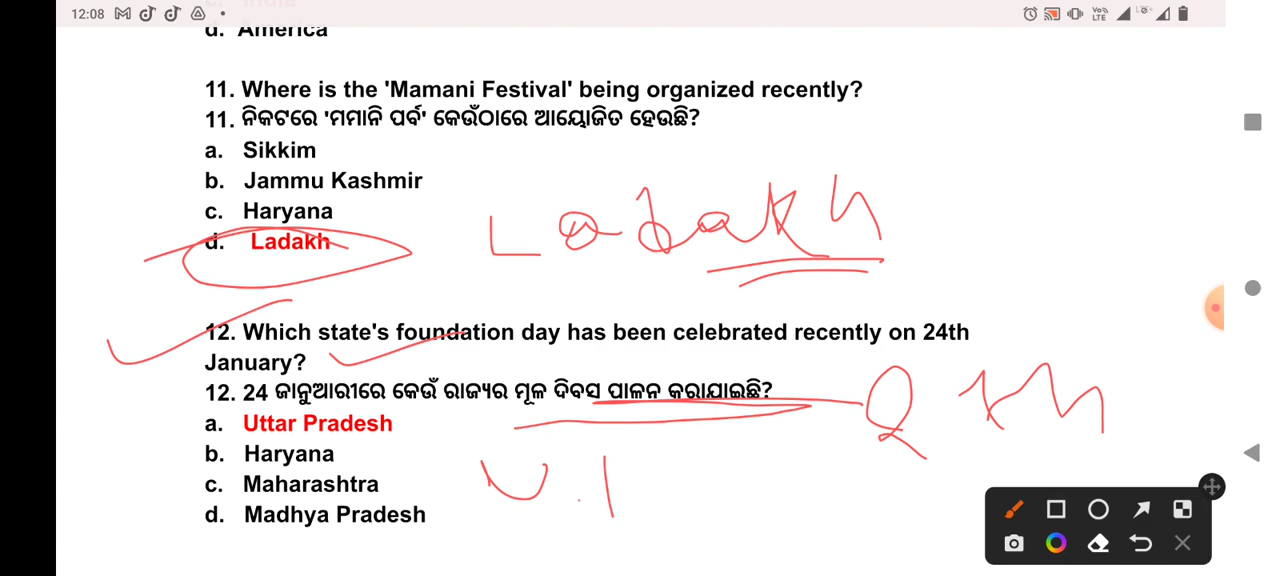 12:08
d. America
11. Where is the 'Mamani Festival' being organized recently?
11. ନିକଟରେ 'ମମାନି ପର୍ବ' କେଉଁଠାରେ ଆୟୋଜିତ ହେଉଛି?
a. Sikkim
b. Jammu Kashmir
c. Haryana
d. Ladakh
Ladakh
12. Which state's foundation day has been celebrated recently on 24th
January?
12. 24 ଜାନୁଆରୀରେ କେଉଁ ରାଜ୍ୟର ମୂଳ ଦିବସ ପାଳନ କରାଯାଇଛି?
a. Uttar Pradesh
b. Haryana
c. Maharashtra
d. Madhya Pradesh